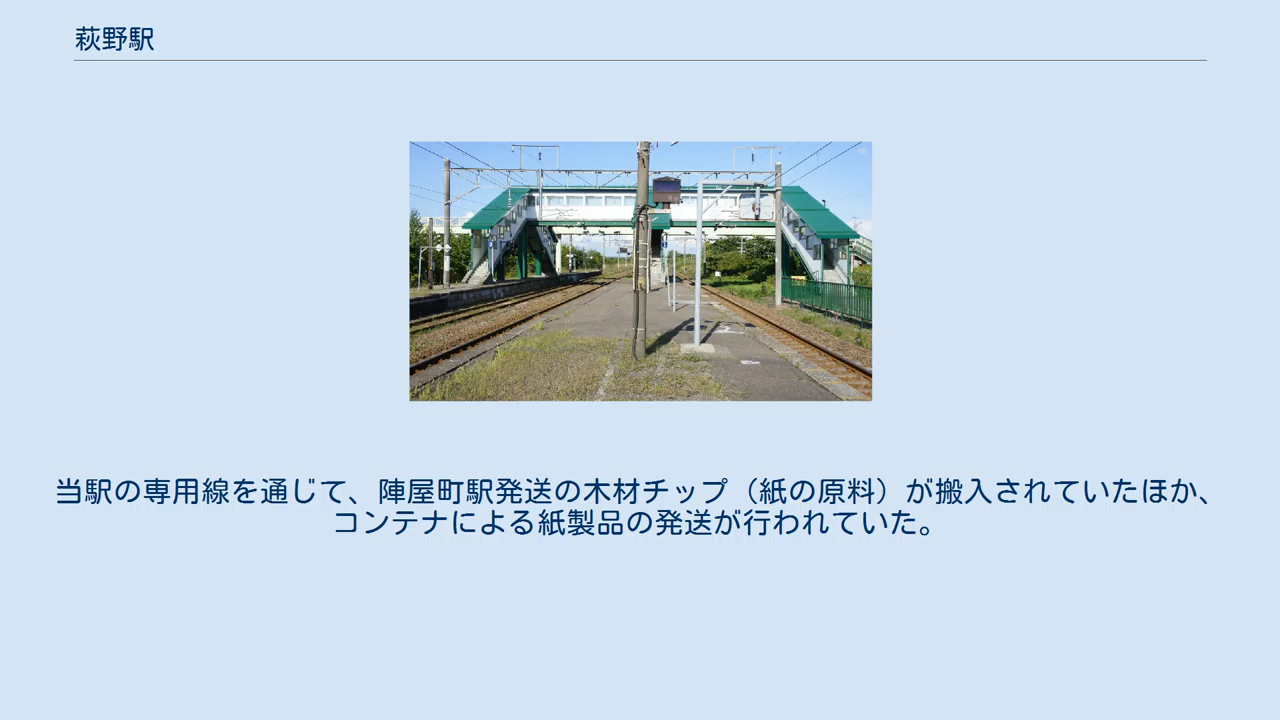 萩野駅
当駅の専用線を通じて、陣屋町駅発送の木材チップ（紙の原料）が搬入されていたほか、
コンテナによる紙製品の発送が行われていた。